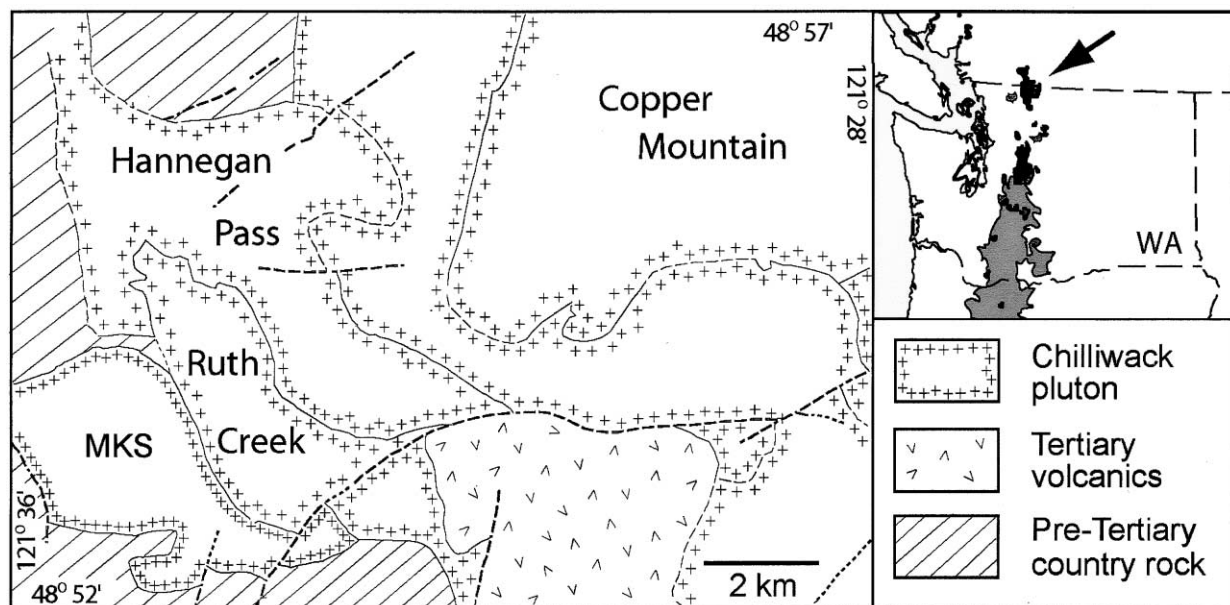 48° 57'
121° 28'
Copper
Mountain
Hannegan
Pass
Ruth
Creek
MKS
121° 36'
48° 52'
2 km
WA
Chilliwack
pluton
Tertiary
volcanics
Pre-Tertiary
country rock